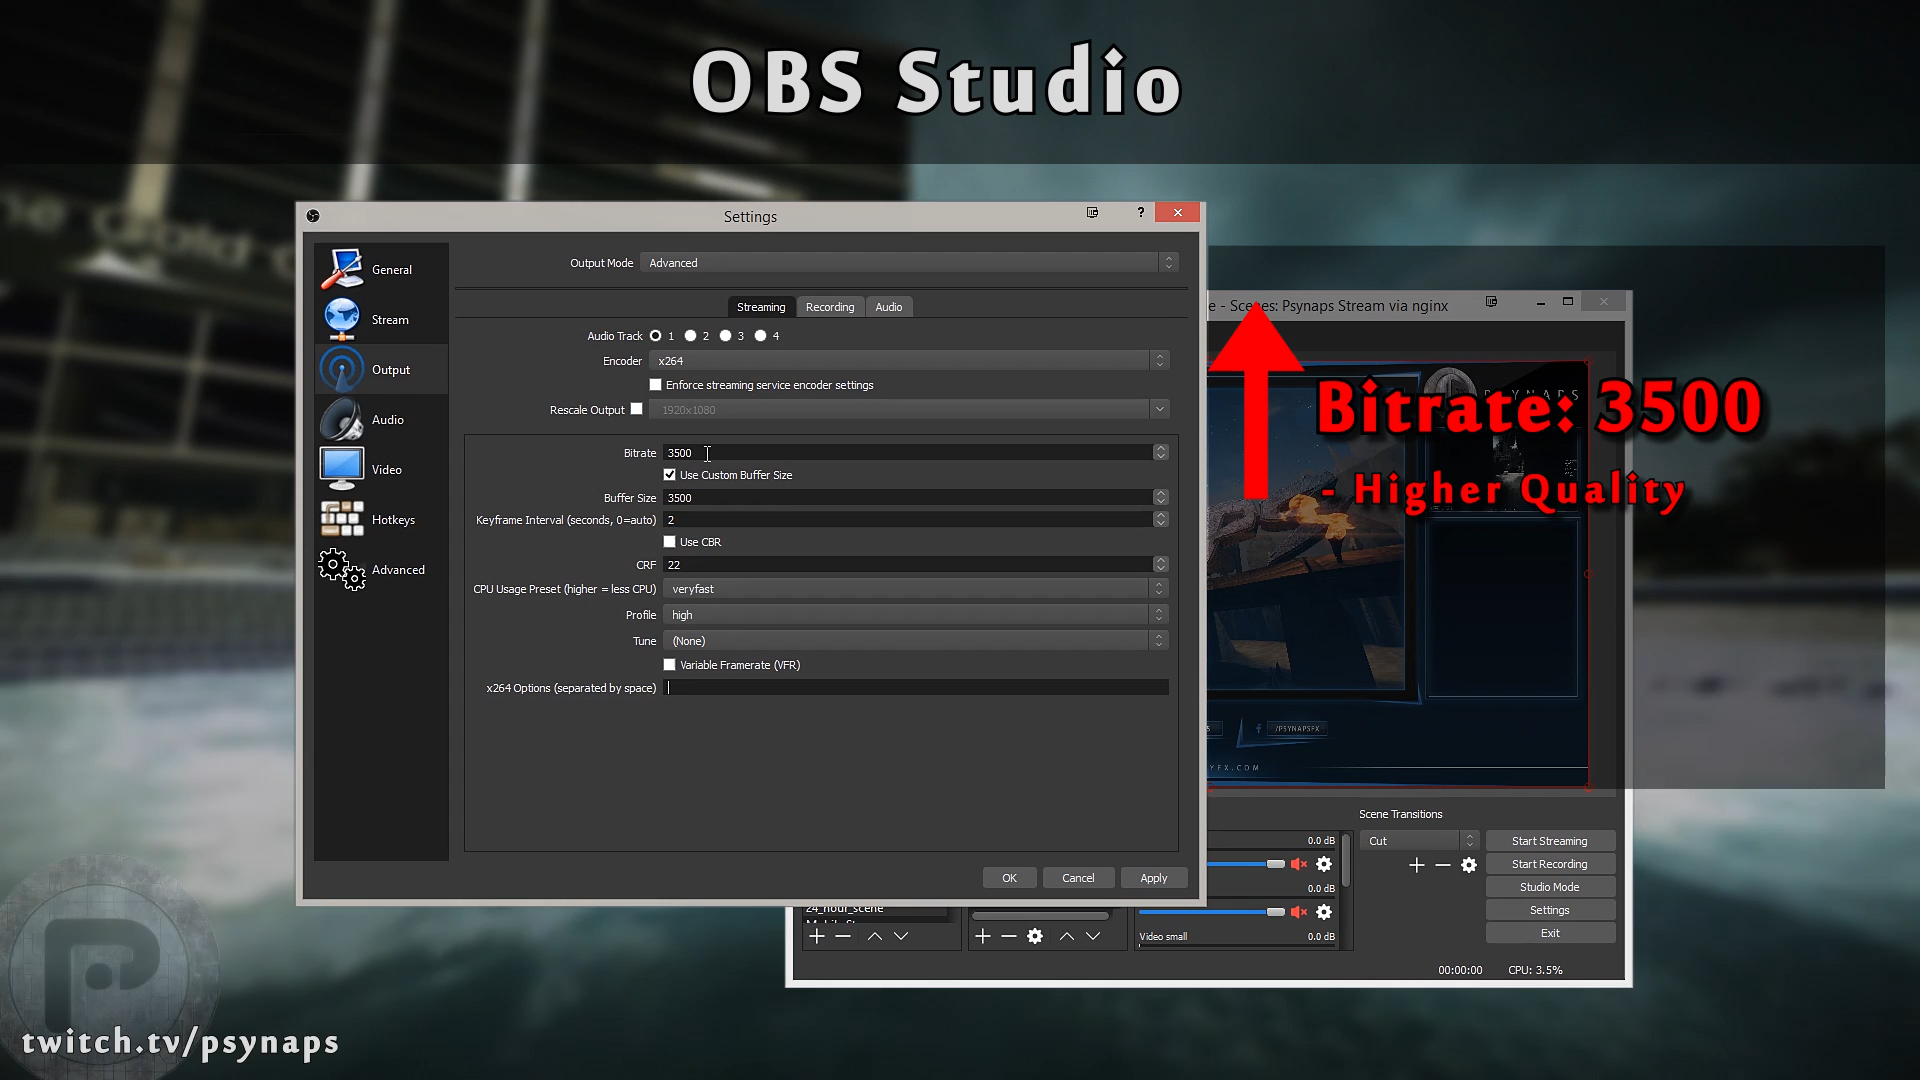 OBS Studio
Settings
?
General
Stream
Output
Audio
Video
Hotkeys
Advanced
Output Mode Advanced
Streaming Recording Audio
Audio Track 1 2 3 4
Encoder x264
Enforce streaming service encoder settings
Rescale Output 1920x1080
Bitrate 3500
Use Custom Buffer Size
Buffer Size 3500
Keyframe Interval (seconds, 0=auto) 2
Use CBR
CRF 22
CPU Usage Preset (higher = less CPU) veryfast
Profile high
Tune (None)
Variable Framerate (VFR)
x264 Options (separated by space)
OK Cancel Apply
- Scenes: Psynaps Stream via nginx
PSYNAPS
Bitrate: 3500
- Higher Quality
/PSYNAPSFX
Scene Transitions
Cut
0.0 dB
0.0 dB
Video small 0.0 dB
24_hour_scene
Start Streaming
Start Recording
Studio Mode
Settings
Exit
00:00:00 CPU: 3.5%
twitch.tv/psynaps